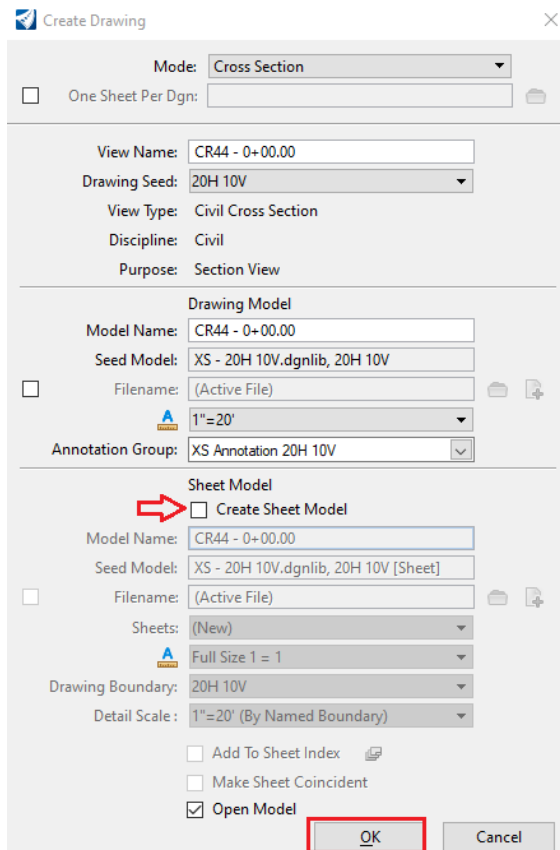 Create Drawing
Mode: Cross Section
One Sheet Per Dgn:
View Name: CR44 - 0+00.00
Drawing Seed: 20H 10V
View Type: Civil Cross Section
Discipline: Civil
Purpose: Section View
Drawing Model
Model Name: CR44 - 0+00.00
Seed Model: XS - 20H 10V.dgnlib, 20H 10V
Filename: (Active File)
A 1"=20'
Annotation Group: XS Annotation 20H 10V
Sheet Model
Create Sheet Model
Model Name: CR44 - 0+00.00
Seed Model: XS - 20H 10V.dgnlib, 20H 10V [Sheet]
Filename: (Active File)
Sheets: (New)
A Full Size 1 = 1
Drawing Boundary: 20H 10V
Detail Scale : 1"=20' (By Named Boundary)
Add To Sheet Index
Make Sheet Coincident
Open Model
OK Cancel